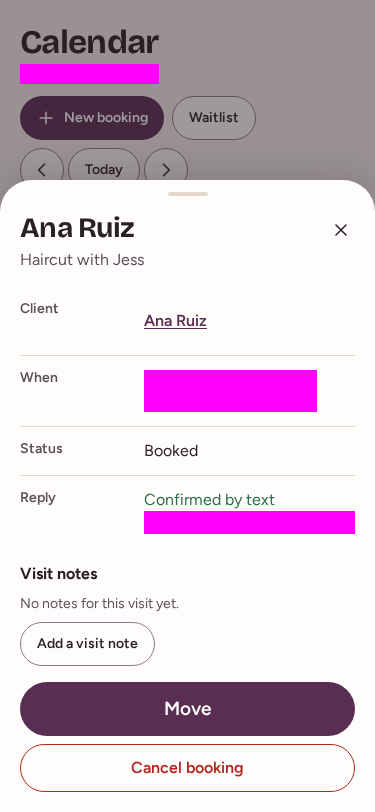 Calendar
New booking
Waitlist
Today
Ana Ruiz
Haircut with Jess
Client
Ana Ruiz
When
Status
Booked
Reply
Confirmed by text
Visit notes
No notes for this visit yet.
Add a visit note
Move
Cancel booking